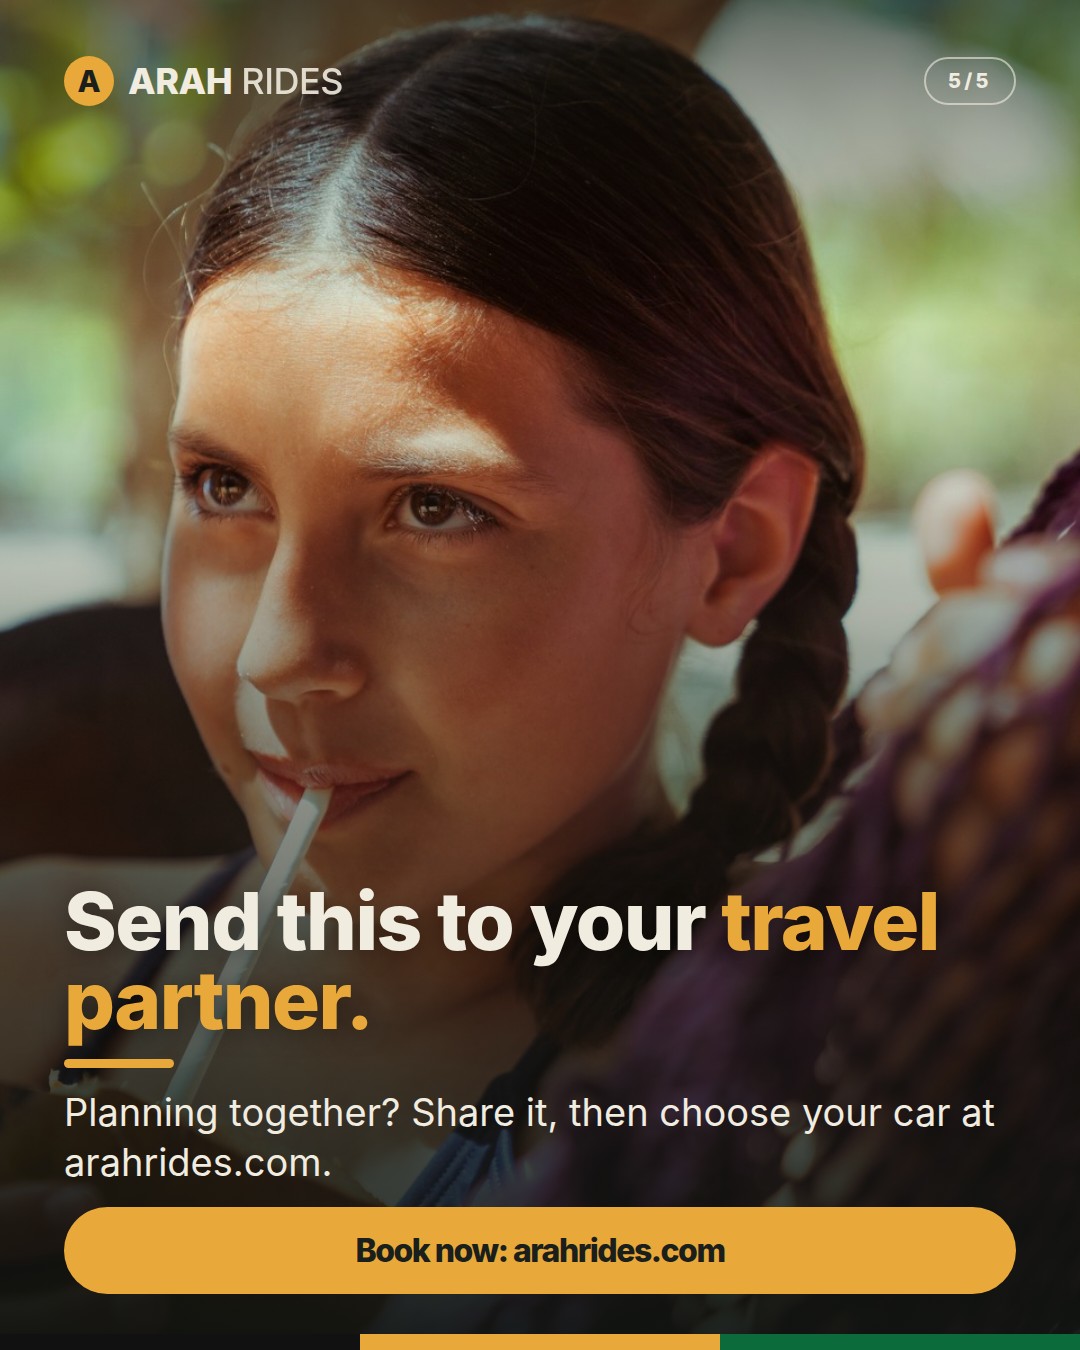 A ARAH RIDES
5/5
Send this to your travel
partner.
Planning together? Share it, then choose your car at
arahrides.com.
Book now: arahrides.com